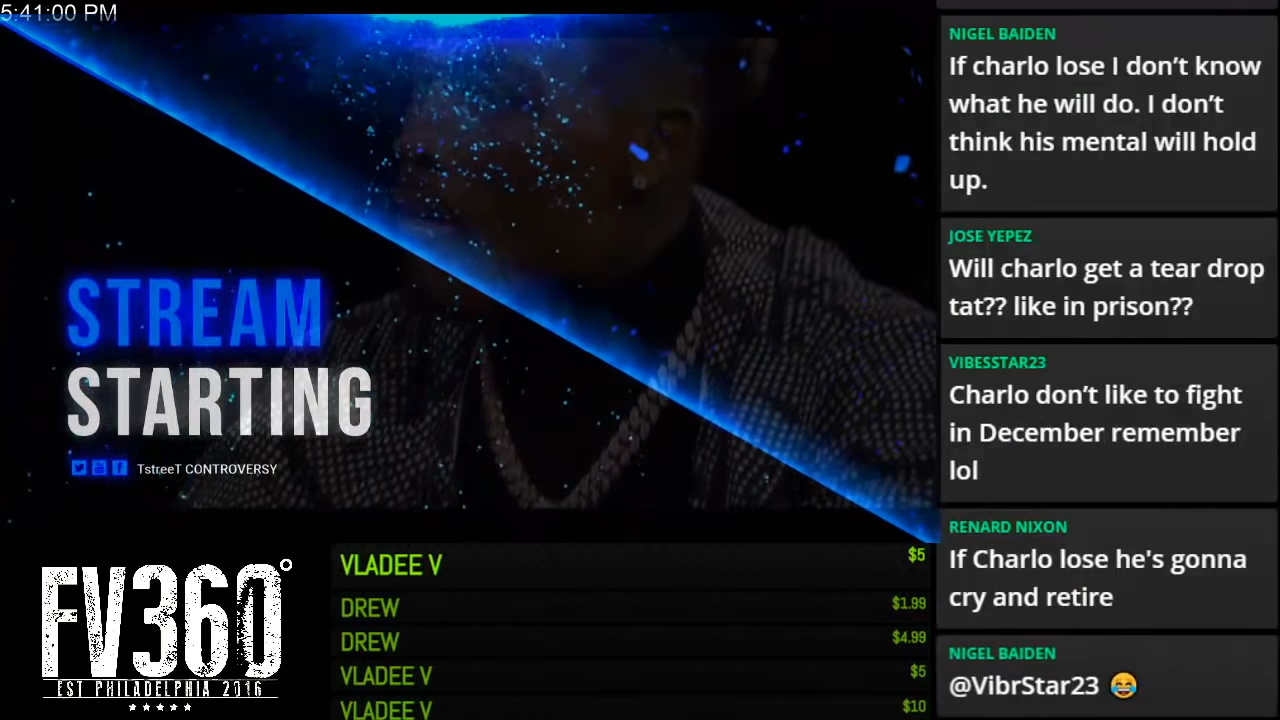 5:41:00 PM
STREAM
STARTING
TstreeT CONTROVERSY
FV360°
EST PHILADELPHIA 2016
VLADEE V $5
DREW $1.99
DREW $4.99
VLADEE V $5
VLADEE V $10
NIGEL BAIDEN
If charlo lose I don’t know
what he will do. I don’t
think his mental will hold
up.
JOSE YEPEZ
Will charlo get a tear drop
tat?? like in prison??
VIBESSTAR23
Charlo don’t like to fight
in December remember
lol
RENARD NIXON
If Charlo lose he's gonna
cry and retire
NIGEL BAIDEN
@VibrStar23 😂